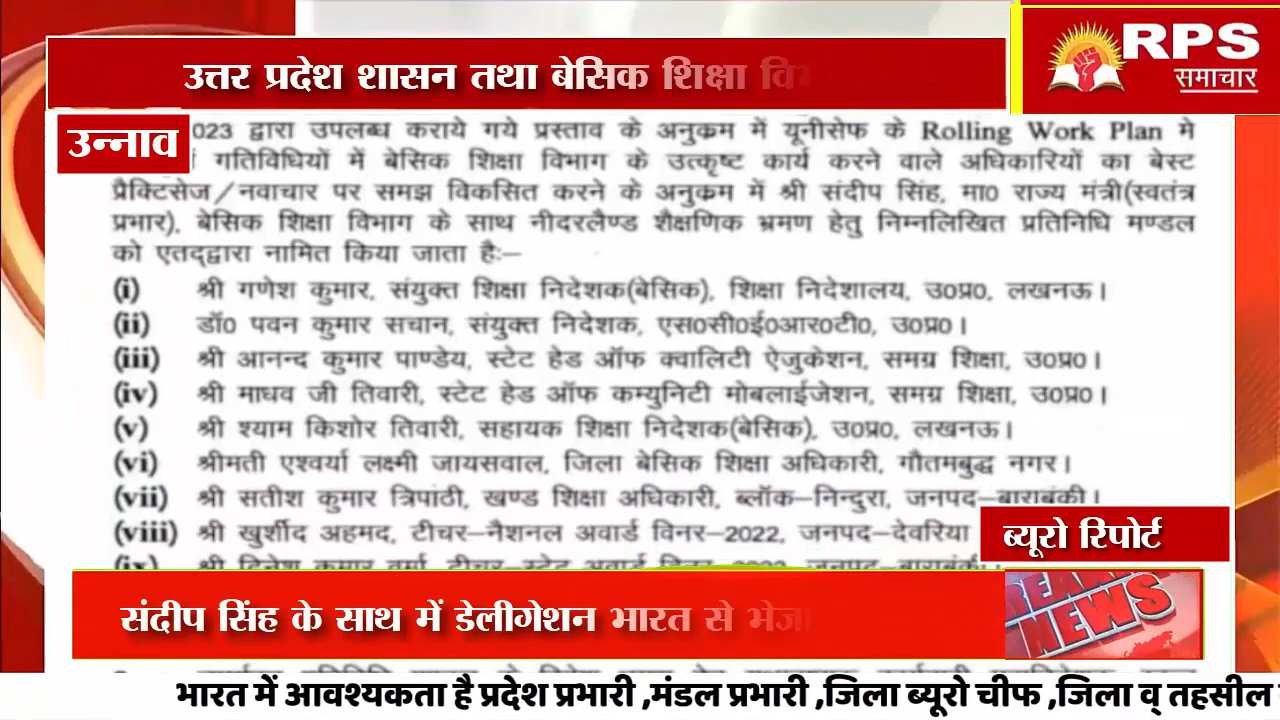 उत्तर प्रदेश शासन तथा बेसिक शिक्षा
RPS
समाचार
उन्नाव
023 द्वारा उपलब्ध कराये गये प्रस्ताव के अनुक्रम में यूनीसेफ के Rolling Work Plan मे
गतिविधियों में बेसिक शिक्षा विभाग के उत्कृष्ट कार्य करने वाले अधिकारियों का बेस्ट
प्रैक्टिसेज/नवाचार पर समझ विकसित करने के अनुक्रम में श्री संदीप सिंह, मा0 राज्य मंत्री(स्वतंत्र
प्रभार), बेसिक शिक्षा विभाग के साथ नीदरलैण्ड शैक्षणिक भ्रमण हेतु निम्नलिखित प्रतिनिधि मण्डल
को एतद्द्वारा नामित किया जाता हैः—
(i) श्री गणेश कुमार, संयुक्त शिक्षा निदेशक(बेसिक), शिक्षा निदेशालय, उ0प्र0, लखनऊ।
(ii) डॉ0 पवन कुमार सचान, संयुक्त निदेशक, एस0सी0ई0आर0टी0, उ0प्र0।
(iii) श्री आनन्द कुमार पाण्डेय, स्टेट हेड ऑफ क्वालिटी ऐजुकेशन, समग्र शिक्षा, उ0प्र0।
(iv) श्री माधव जी तिवारी, स्टेट हेड ऑफ कम्युनिटी मोबलाईजेशन, समग्र शिक्षा, उ0प्र0।
(v) श्री श्याम किशोर तिवारी, सहायक शिक्षा निदेशक(बेसिक), उ0प्र0, लखनऊ।
(vi) श्रीमती एश्वर्या लक्ष्मी जायसवाल, जिला बेसिक शिक्षा अधिकारी, गौतमबुद्ध नगर।
(vii) श्री सतीश कुमार त्रिपाठी, खण्ड शिक्षा अधिकारी, ब्लॉक—निन्दुरा, जनपद—बाराबंकी।
(viii) श्री खुर्शीद अहमद, टीचर—नैशनल अवार्ड विनर—2022, जनपद—देवरिया
ब्यूरो रिपोर्ट
संदीप सिंह के साथ में डेलीगेशन भारत से
NEWS
भारत में आवश्यकता है प्रदेश प्रभारी ,मंडल प्रभारी ,जिला ब्यूरो चीफ ,जिला व् तहसील